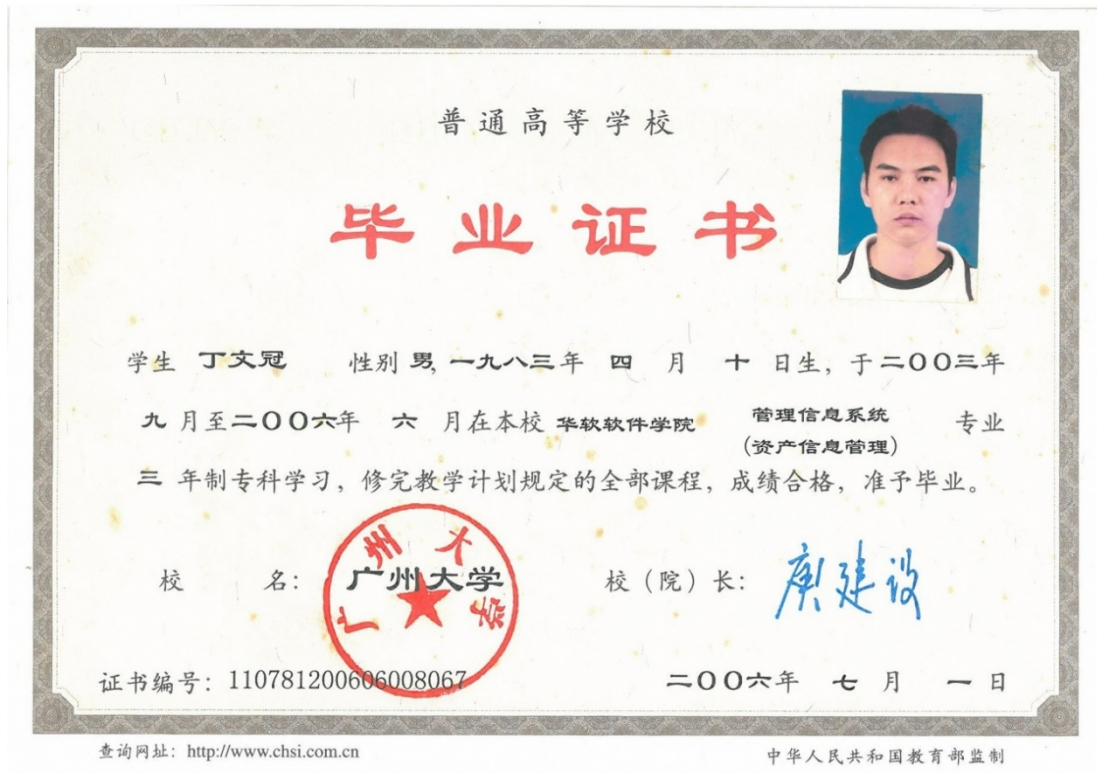 普通高等学校
毕业证书
学生 丁文冠 性别 男, 一九八三年 四 月 十 日生，于二〇〇三年
九 月至二〇〇六年 六 月在本校 华软软件学院 管理信息系统 (资产信息管理) 专业
三 年制专科学习，修完教学计划规定的全部课程，成绩合格，准予毕业。
校 名： 广州大学 校（院）长： 庾建设
广州大学
证书编号：110781200606008067 二〇〇六年 七 月 一 日
查询网址：http://www.chsi.com.cn 中华人民共和国教育部监制